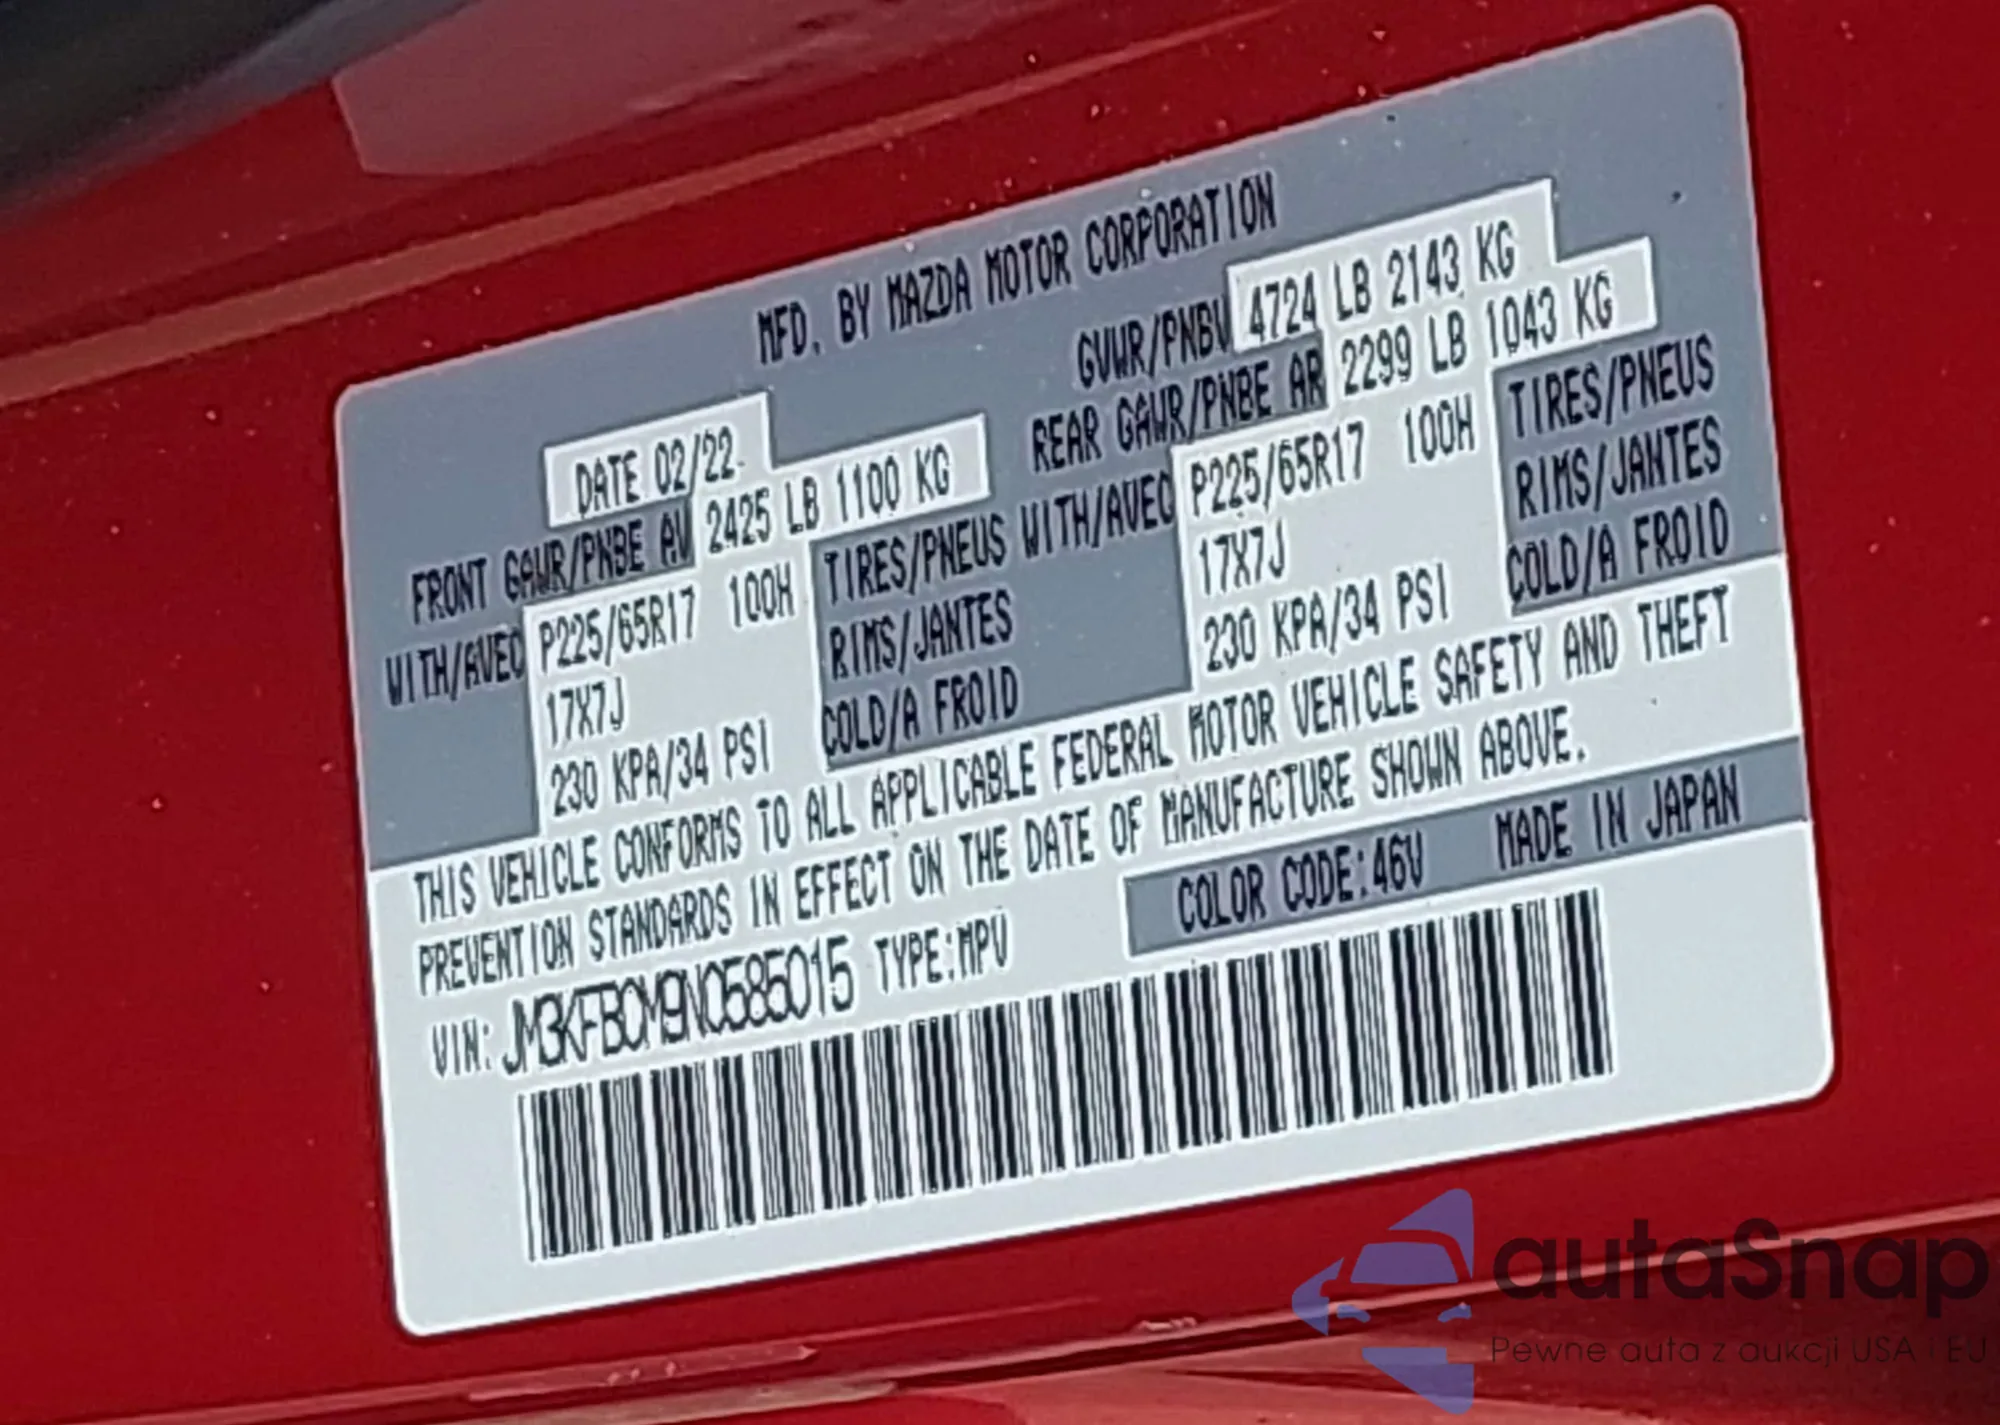 MFD. BY MAZDA MOTOR CORPORATION
DATE 02/22 GVWR/PNBV 4724 LB 2143 KG
FRONT GAWR/PNBE AV 2425 LB 1100 KG REAR GAWR/PNBE AR 2299 LB 1043 KG
WITH/AVEC P225/65R17 100H TIRES/PNEUS WITH/AVEC P225/65R17 100H TIRES/PNEUS
17X7J RIMS/JANTES 17X7J RIMS/JANTES
230 KPA/34 PSI COLD/A FROID 230 KPA/34 PSI COLD/A FROID
THIS VEHICLE CONFORMS TO ALL APPLICABLE FEDERAL MOTOR VEHICLE SAFETY AND THEFT
PREVENTION STANDARDS IN EFFECT ON THE DATE OF MANUFACTURE SHOWN ABOVE.
VIN: JM3KFBCM9N0585015 TYPE:MPV COLOR CODE:46V MADE IN JAPAN
autaSnap
Pewne auta z aukcji USA i EU